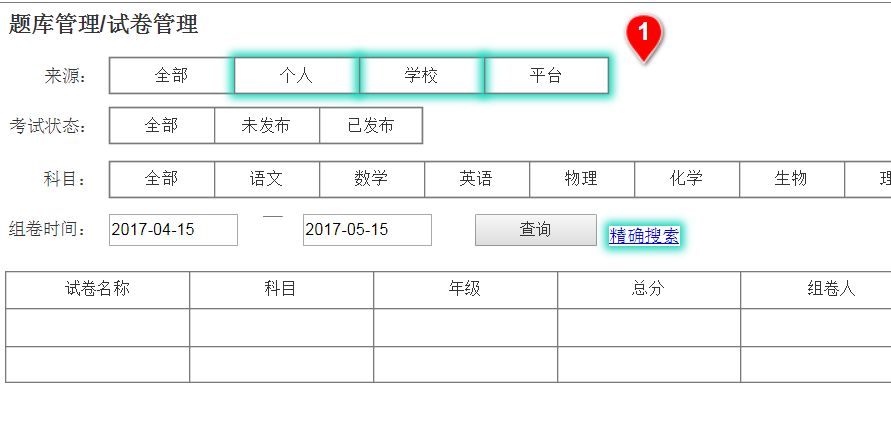 题库管理/试卷管理
1
来源： 全部 个人 学校 平台
考试状态： 全部 未发布 已发布
科目： 全部 语文 数学 英语 物理 化学 生物
组卷时间： 2017-04-15 — 2017-05-15 查询 精确搜索
试卷名称 科目 年级 总分 组卷人